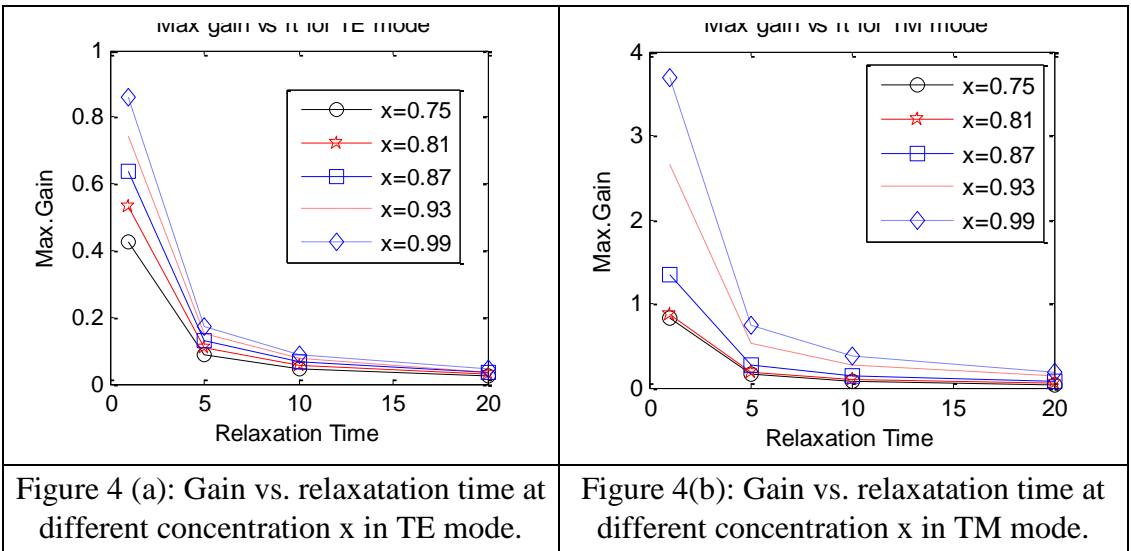 Max gain vs rt for TE mode
1
0.8
0.6
0.4
0.2
0
0
5
10
15
20
Max.Gain
Relaxation Time
x=0.75
x=0.81
x=0.87
x=0.93
x=0.99
Max gain vs rt for TM mode
4
3
2
1
0
0
5
10
15
20
Max.Gain
Relaxation Time
x=0.75
x=0.81
x=0.87
x=0.93
x=0.99
Figure 4 (a): Gain vs. relaxatation time at
different concentration x in TE mode.
Figure 4(b): Gain vs. relaxatation time at
different concentration x in TM mode.